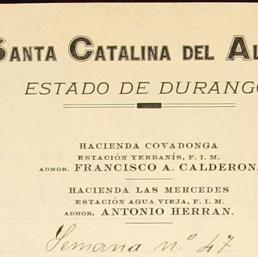 SANTA CATALINA DEL AL
ESTADO DE DURANGO
HACIENDA COVADONGA
ESTACIÓN YERBANÍS, F. I. M.
ADMOR. FRANCISCO A. CALDERON.
HACIENDA LAS MERCEDES
ESTACIÓN AGUA VIEJA, F. I. M.
ADMOR. ANTONIO HERRAN.
Semana nº 47